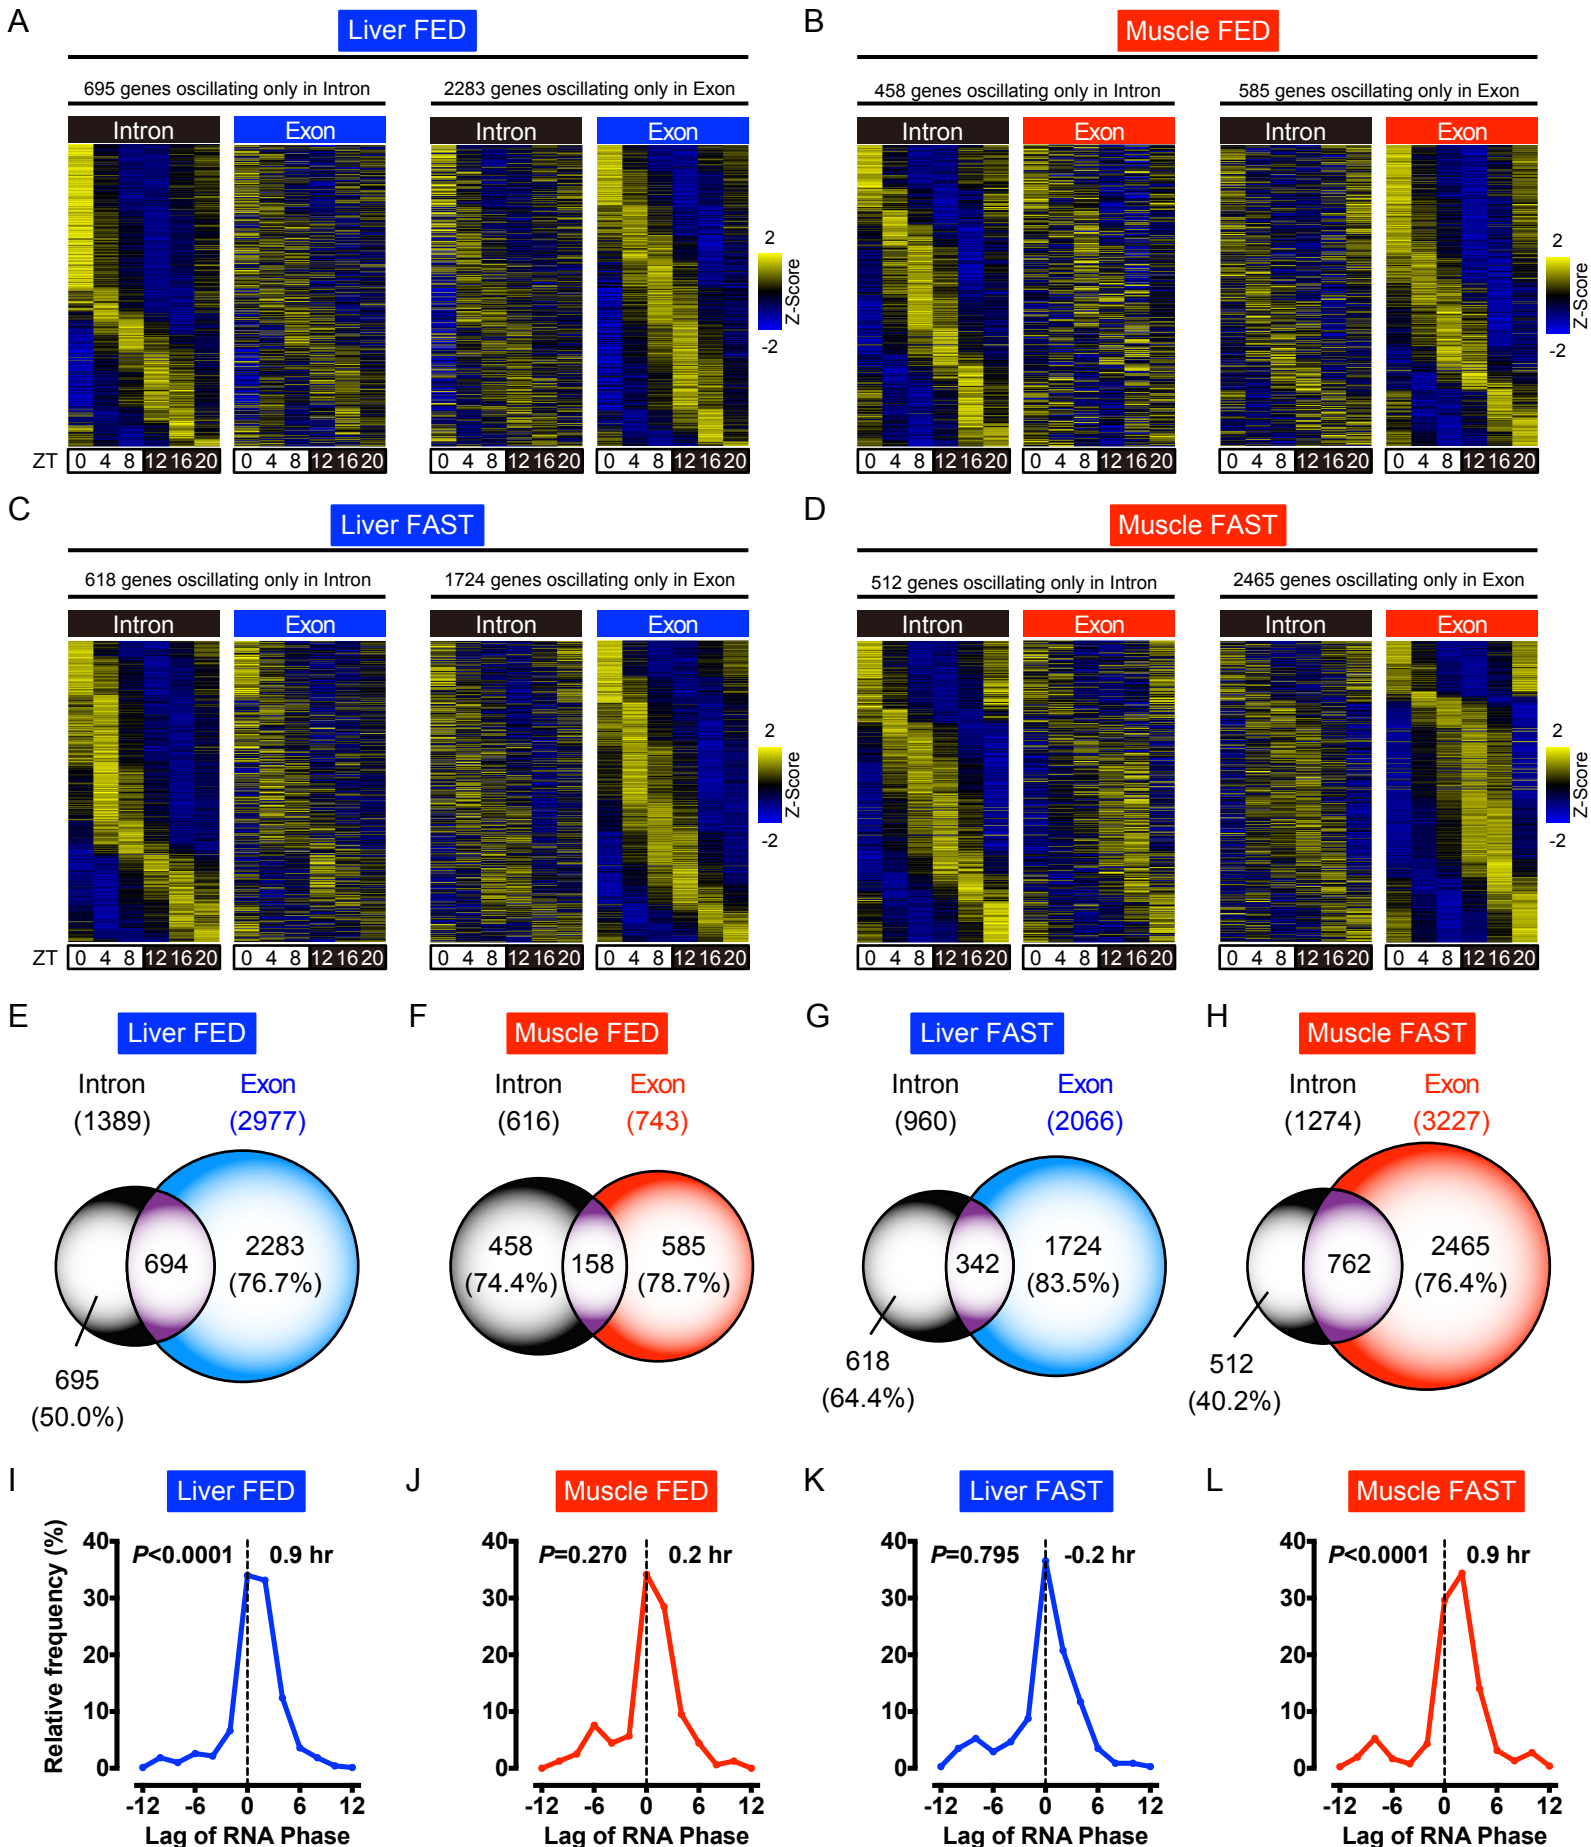 A
Liver FED
695 genes oscillating only in Intron
2283 genes oscillating only in Exon
Intron
Exon
Intron
Exon
2
-2
Z-Score
ZT
0 4 8 12 16 20
0 4 8 12 16 20
0 4 8 12 16 20
0 4 8 12 16 20
B
Muscle FED
458 genes oscillating only in Intron
585 genes oscillating only in Exon
Intron
Exon
Intron
Exon
2
-2
Z-Score
0 4 8 12 16 20
0 4 8 12 16 20
0 4 8 12 16 20
0 4 8 12 16 20
C
Liver FAST
618 genes oscillating only in Intron
1724 genes oscillating only in Exon
Intron
Exon
Intron
Exon
2
-2
Z-Score
ZT
0 4 8 12 16 20
0 4 8 12 16 20
0 4 8 12 16 20
0 4 8 12 16 20
D
Muscle FAST
512 genes oscillating only in Intron
2465 genes oscillating only in Exon
Intron
Exon
Intron
Exon
2
-2
Z-Score
0 4 8 12 16 20
0 4 8 12 16 20
0 4 8 12 16 20
0 4 8 12 16 20
E
Liver FED
Intron
(1389)
Exon
(2977)
694
2283
(76.7%)
695
(50.0%)
F
Muscle FED
Intron
(616)
Exon
(743)
458
(74.4%)
158
585
(78.7%)
G
Liver FAST
Intron
(960)
Exon
(2066)
342
1724
(83.5%)
618
(64.4%)
H
Muscle FAST
Intron
(1274)
Exon
(3227)
762
2465
(76.4%)
512
(40.2%)
I
Liver FED
Relative frequency (%)
40
30
20
10
0
P<0.0001
0.9 hr
-12 -6 0 6 12
Lag of RNA Phase
J
Muscle FED
40
30
20
10
0
P=0.270
0.2 hr
-12 -6 0 6 12
Lag of RNA Phase
K
Liver FAST
40
30
20
10
0
P=0.795
-0.2 hr
-12 -6 0 6 12
Lag of RNA Phase
L
Muscle FAST
40
30
20
10
0
P<0.0001
0.9 hr
-12 -6 0 6 12
Lag of RNA Phase